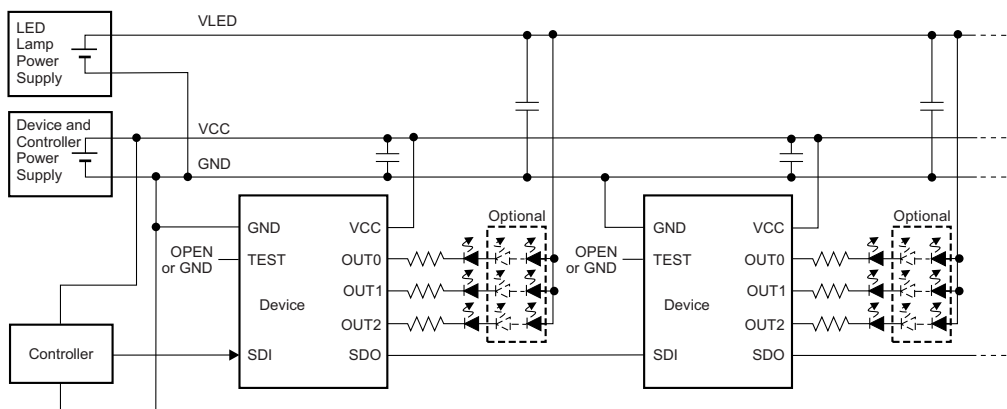 LED
Lamp
Power
Supply
VLED
Device and
Controller
Power
Supply
VCC
GND
GND
VCC
OPEN
or GND
TEST
OUT0
OUT1
Device
OUT2
SDI
SDO
Optional
Controller
GND
VCC
OPEN
or GND
TEST
OUT0
OUT1
Device
OUT2
SDI
SDO
Optional